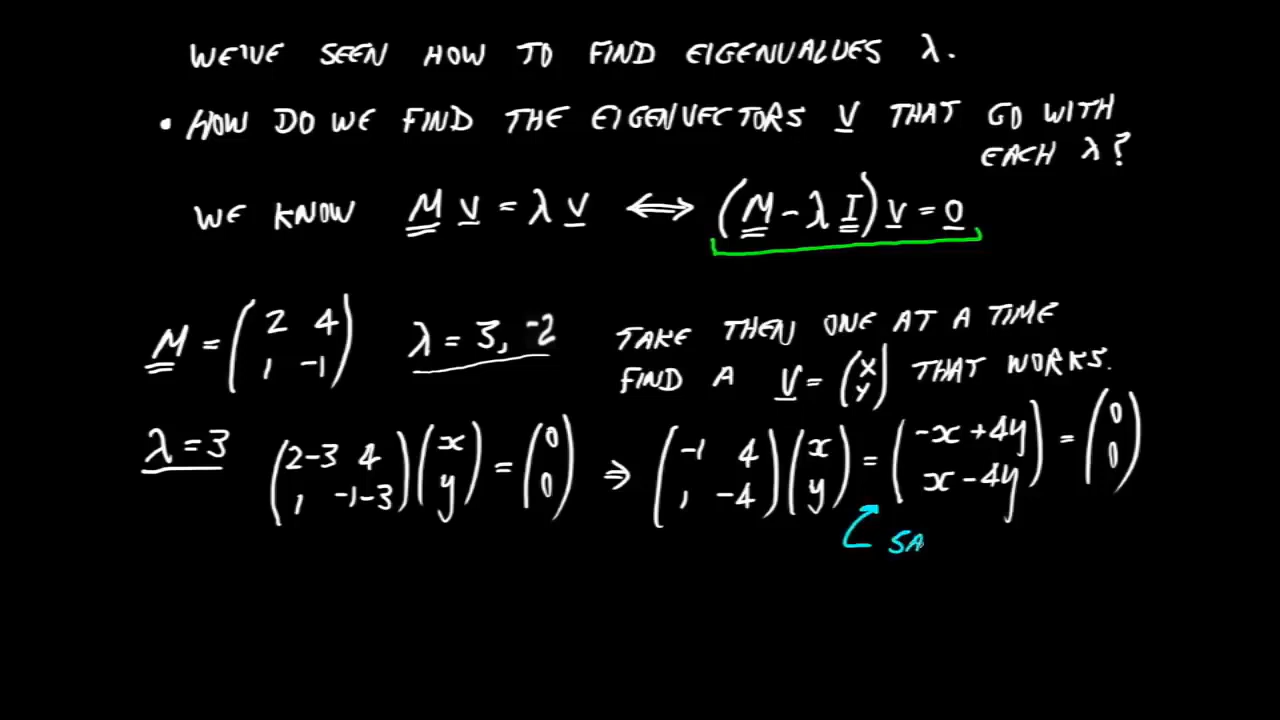 WE'VE SEEN HOW TO FIND EIGENVALUES λ.
• HOW DO WE FIND THE EIGENVECTORS V THAT GO WITH
EACH λ?
WE KNOW M V = λ V ⟺ (M - λ I) V = 0
M = (2 4; 1 -1) λ = 3, -2 TAKE THEN ONE AT A TIME
FIND A V = (X; Y) THAT WORKS.
λ = 3 (2-3 4; 1 -1-3)(x; y) = (0; 0) ⇒ (-1 4; 1 -4)(x; y) = (-x+4y; x-4y) = (0; 0)
SA